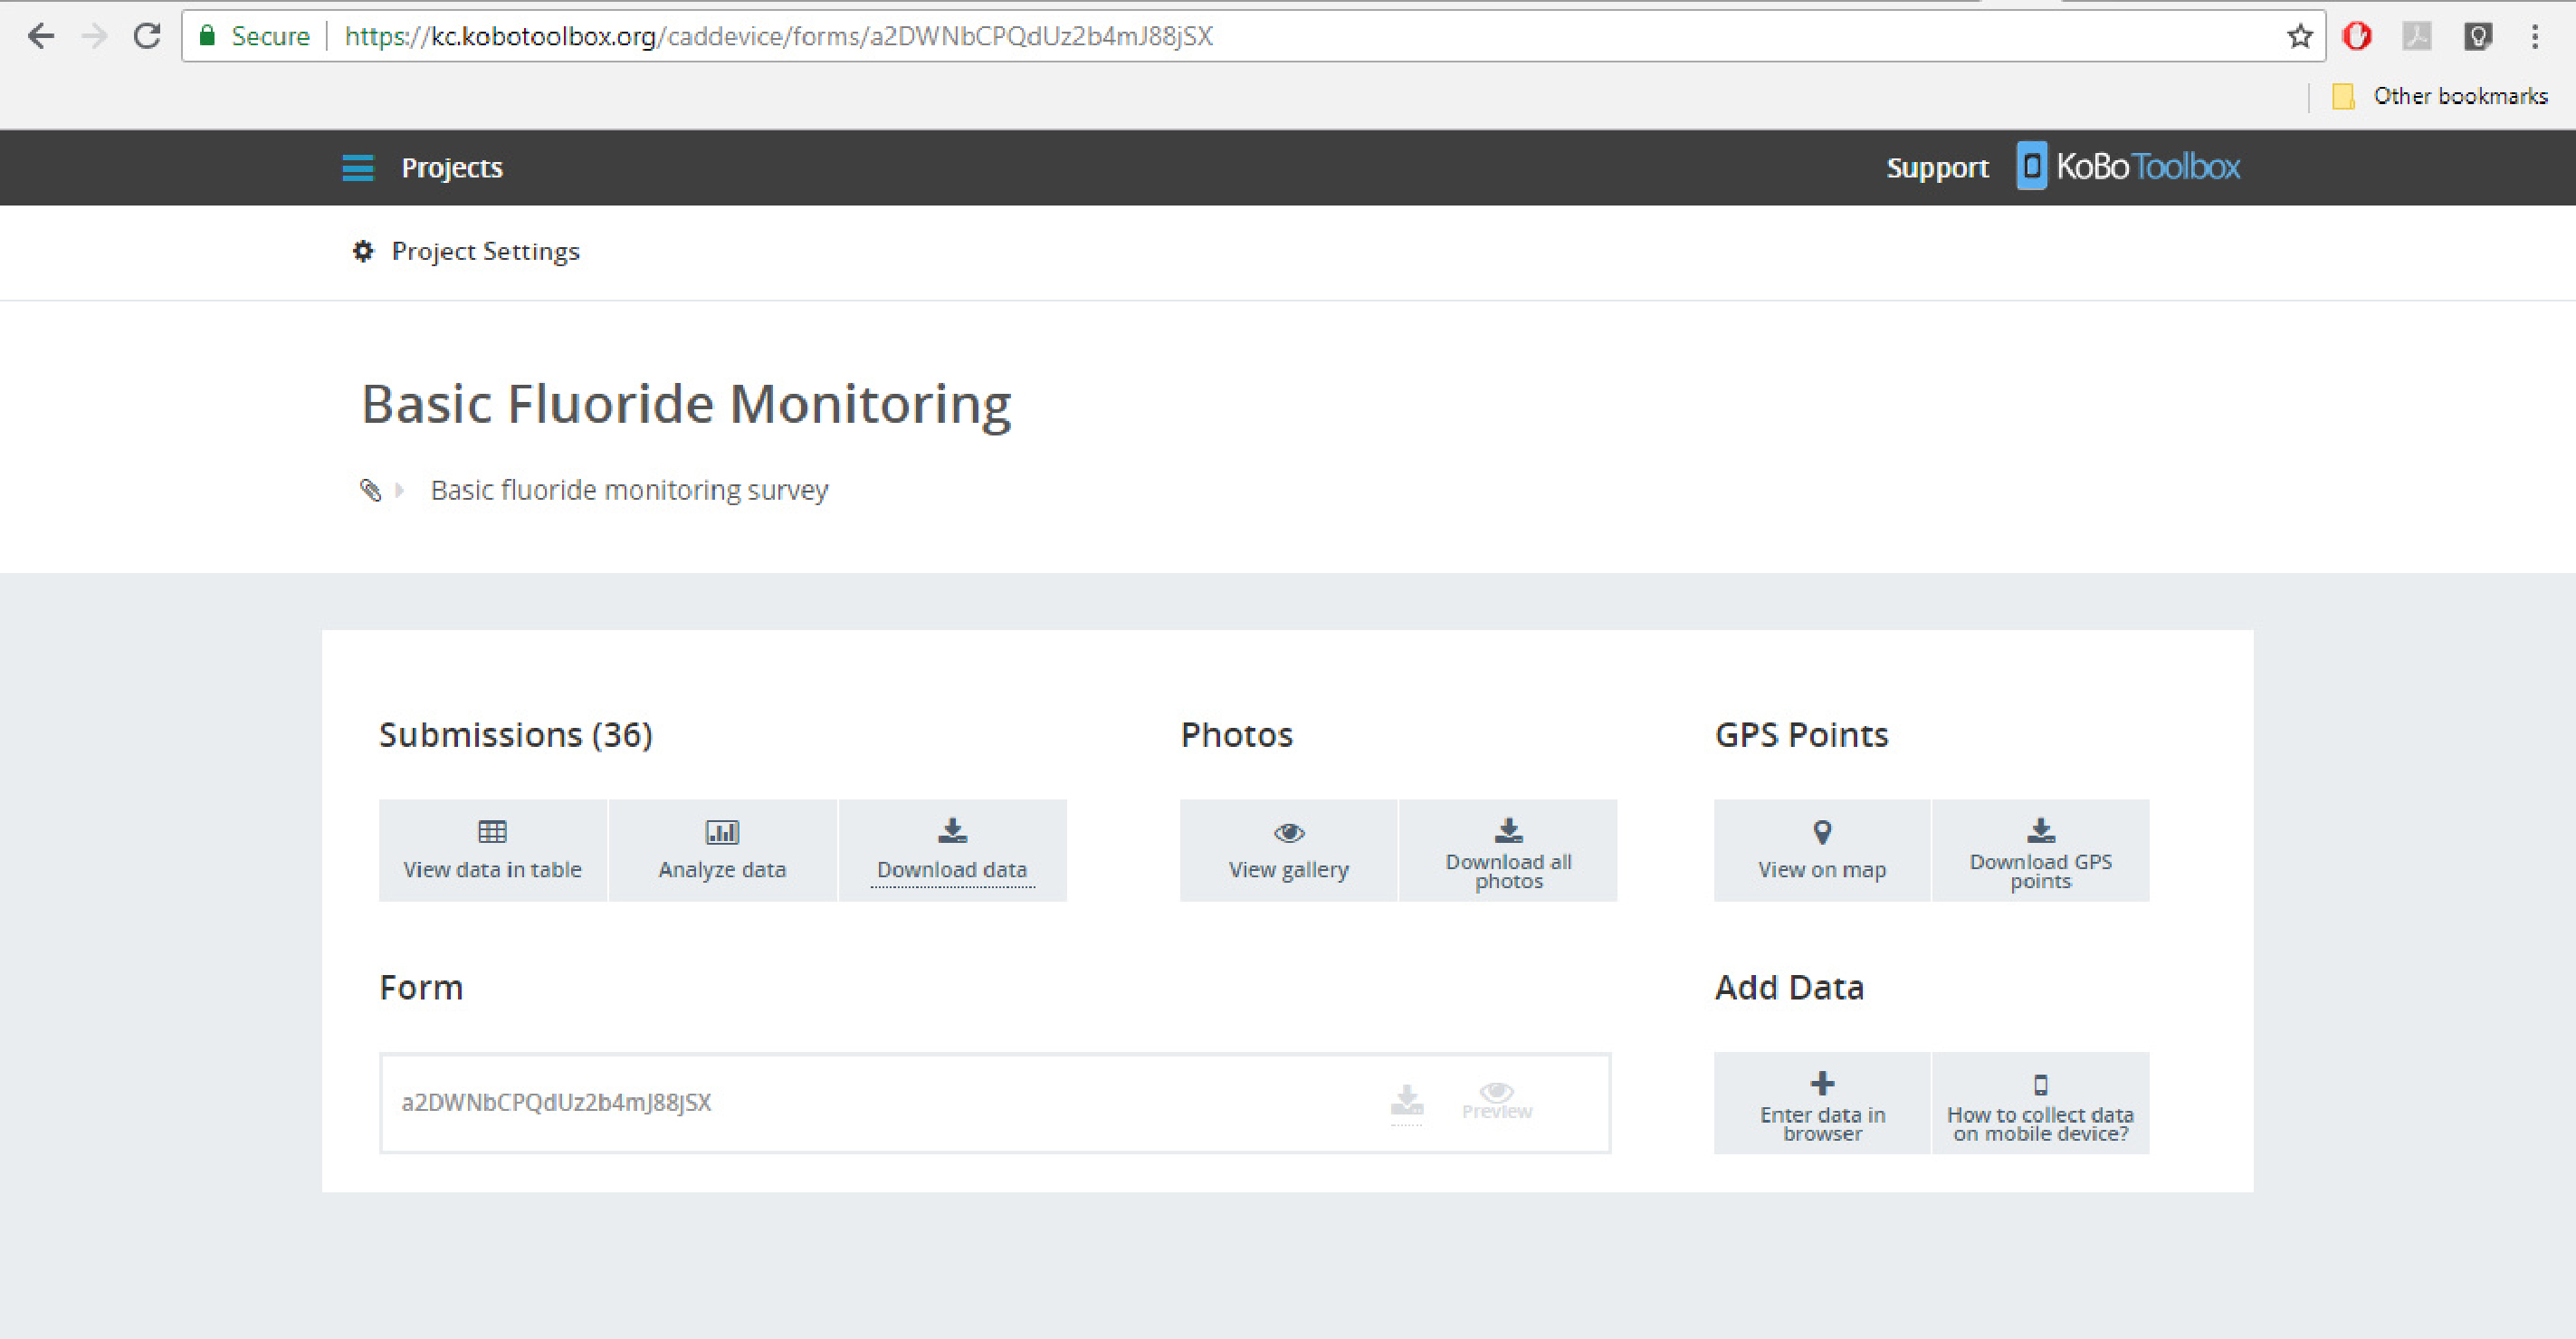 Secure https://kc.kobotoolbox.org/caddevice/forms/a2DWNbCPQdUz2b4mJ88jSX
Other bookmarks
Projects Support KoBoToolbox
Project Settings
Basic Fluoride Monitoring
Basic fluoride monitoring survey
Submissions (36)
View data in table Analyze data Download data
Photos
View gallery
Download all
photos
GPS Points
View on map
Download GPS
points
Form
a2DWNbCPQdUz2b4mJ88jSX
Preview
Add Data
Enter data in
browser
How to collect data
on mobile device?